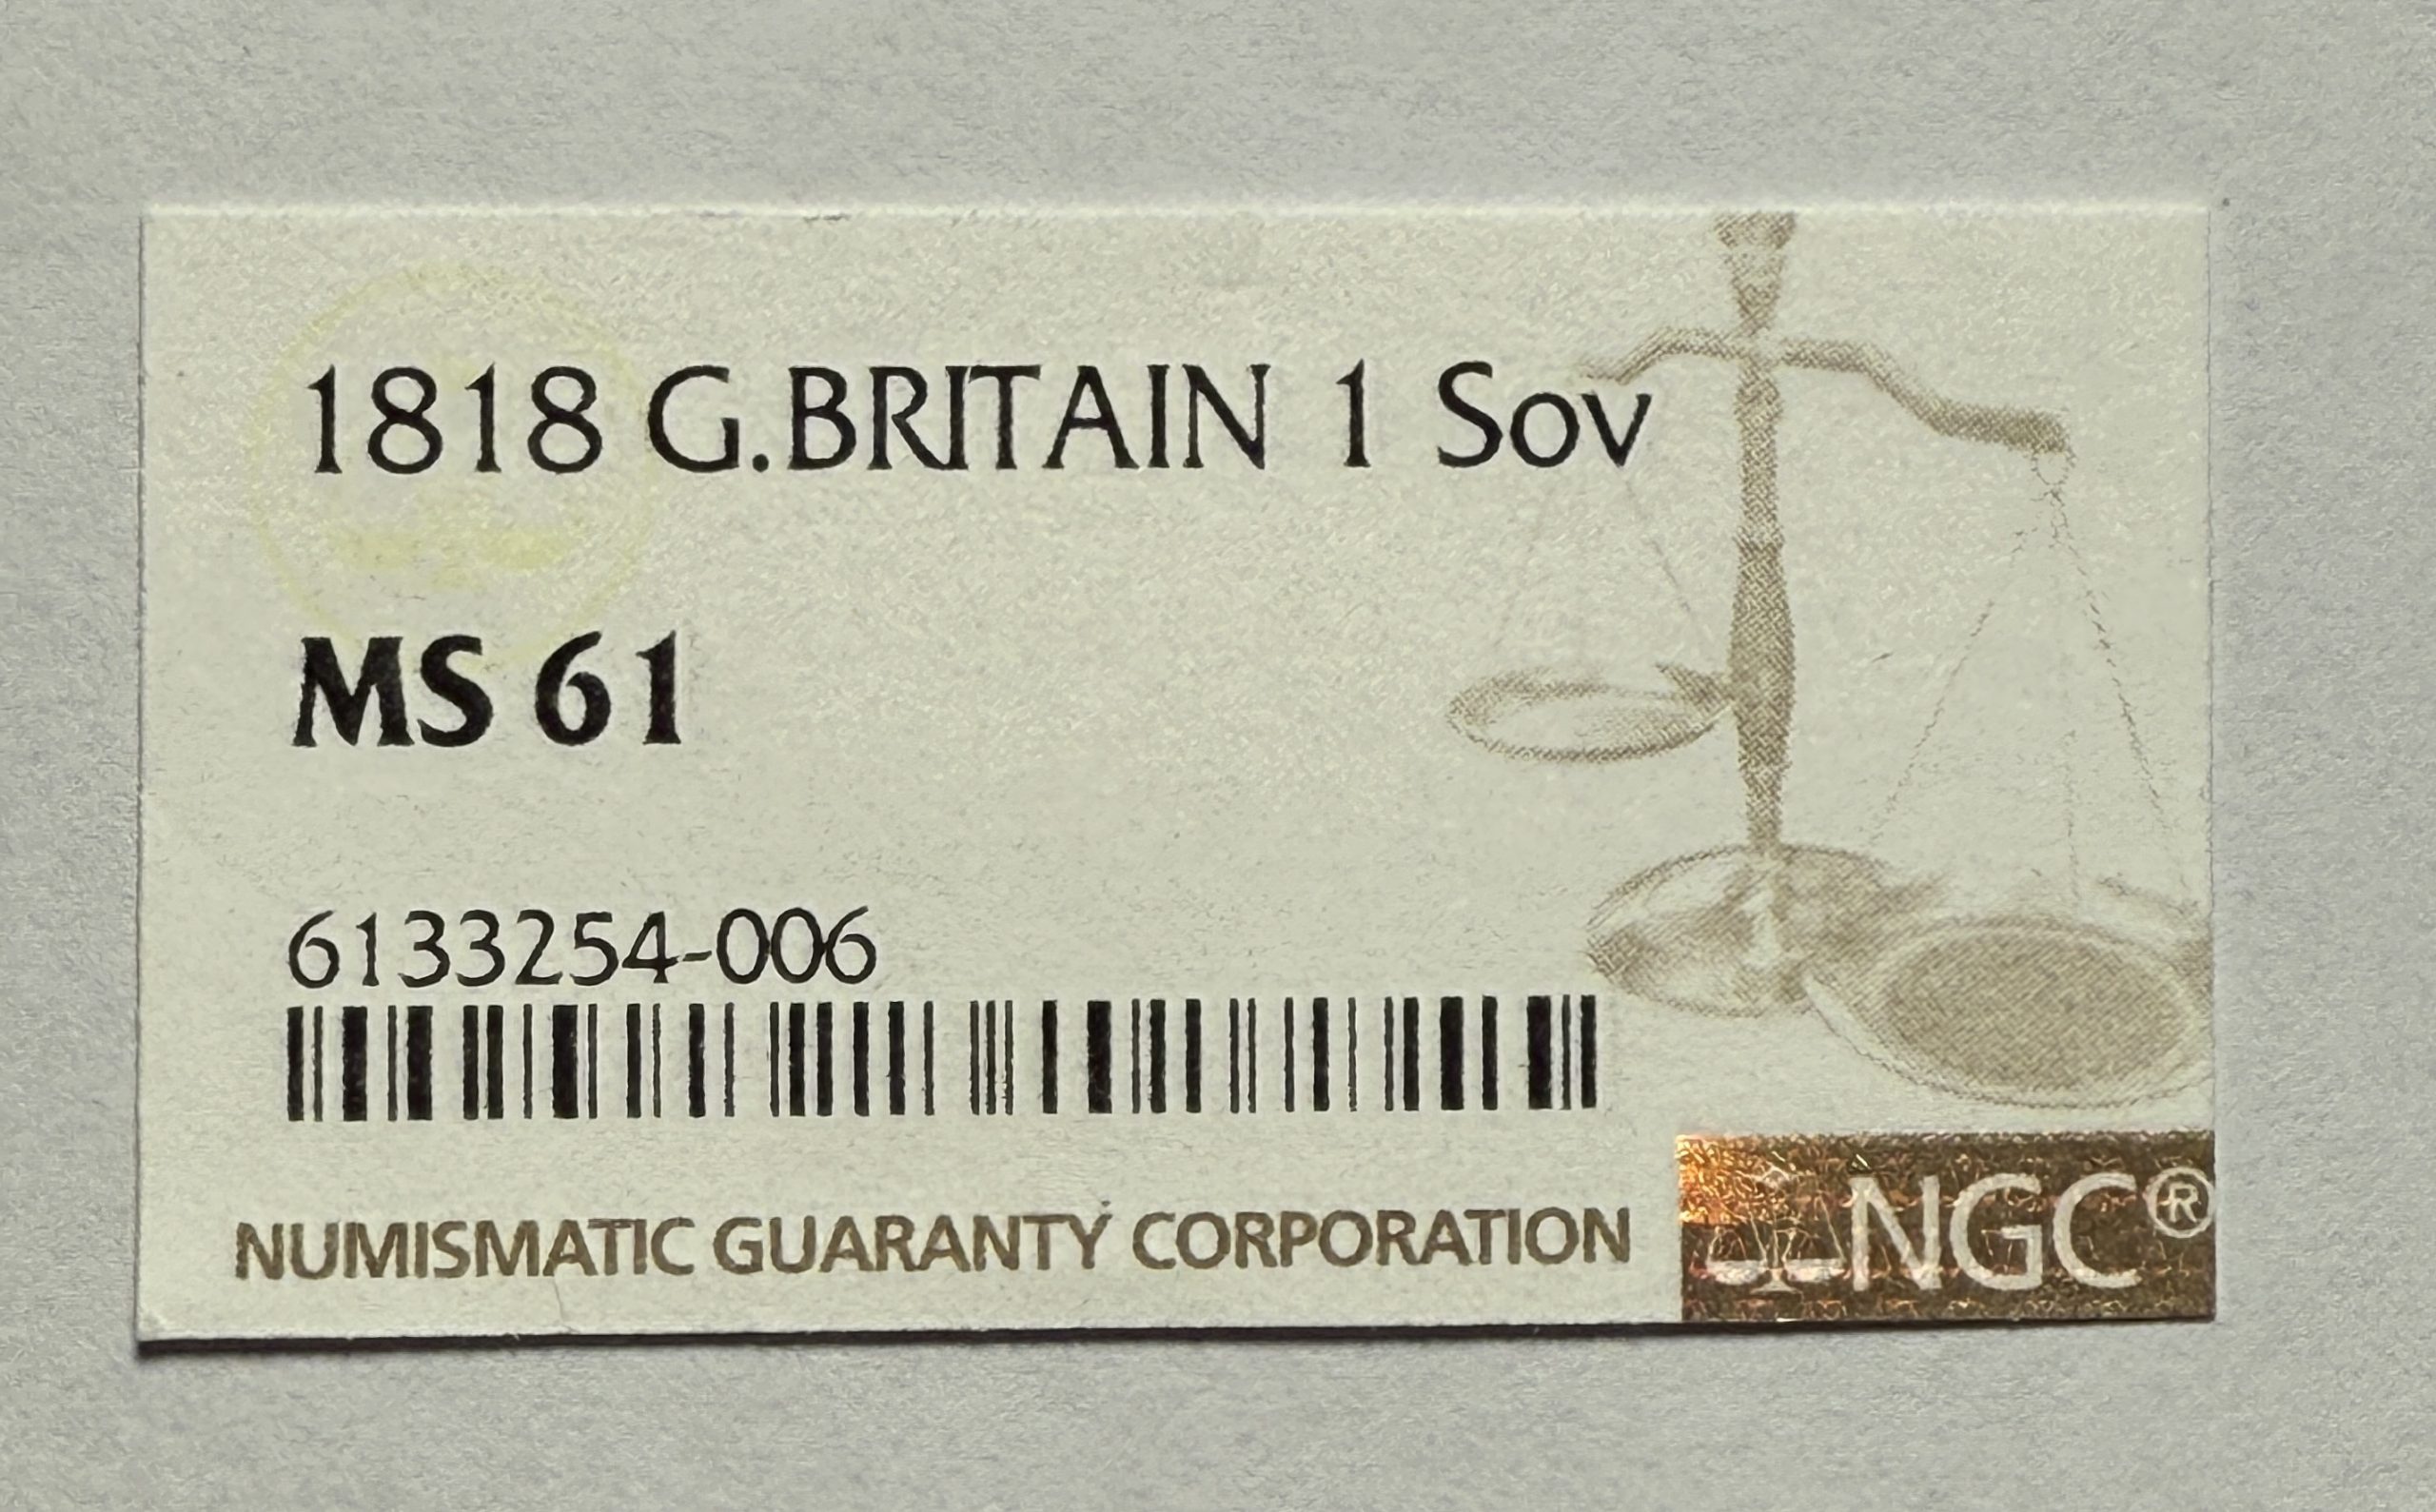 1818 G.BRITAIN 1 Sov
MS 61
6133254-006
NUMISMATIC GUARANTY CORPORATION
NGC®